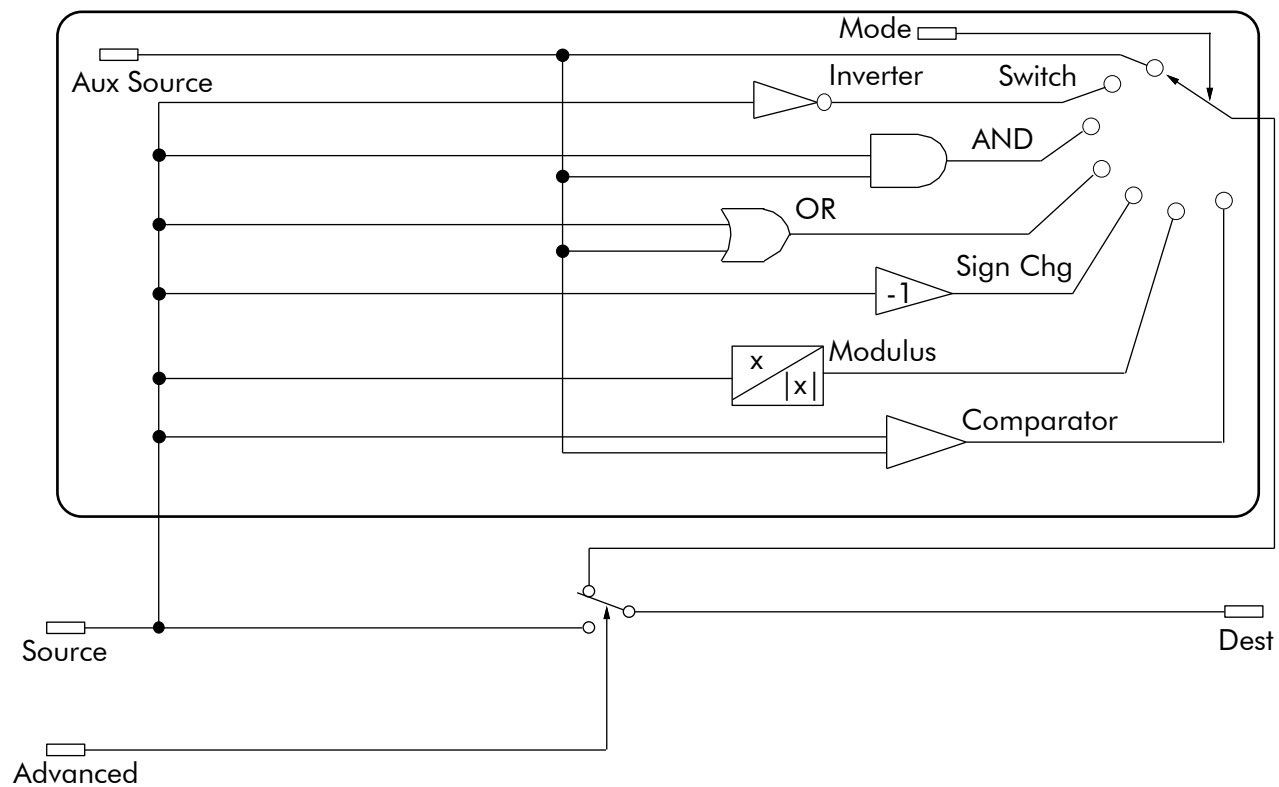 Mode
Aux Source
Inverter
Switch
AND
OR
Sign Chg
-1
Modulus
x
|x|
Comparator
Source
Dest
Advanced